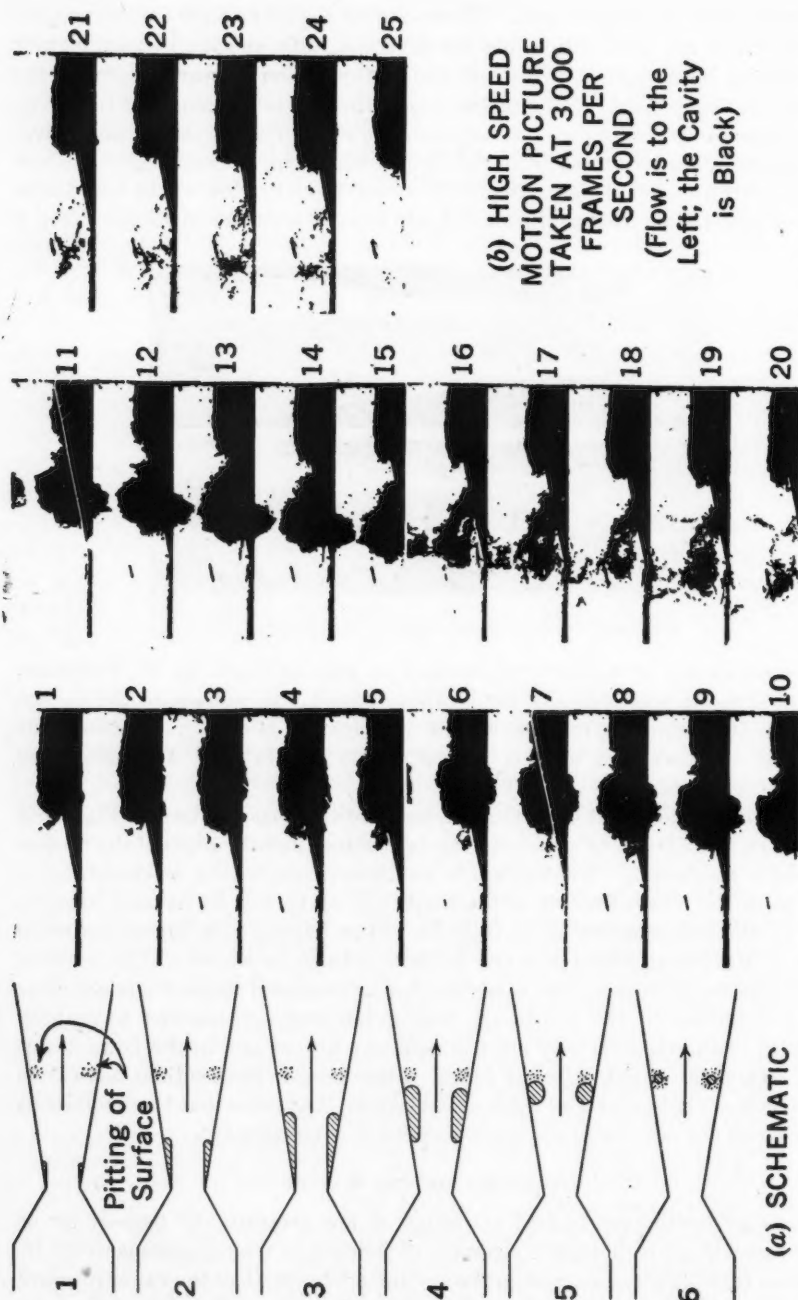 1
2
3
4
5
6
Pitting of
Surface
(a) SCHEMATIC
1
2
3
4
5
6
7
8
9
10
11
12
13
14
15
16
17
18
19
20
21
22
23
24
25
(b) HIGH SPEED
MOTION PICTURE
TAKEN AT 3 000
FRAMES PER
SECOND
(Flow is to the
Left; the Cavity
is Black)